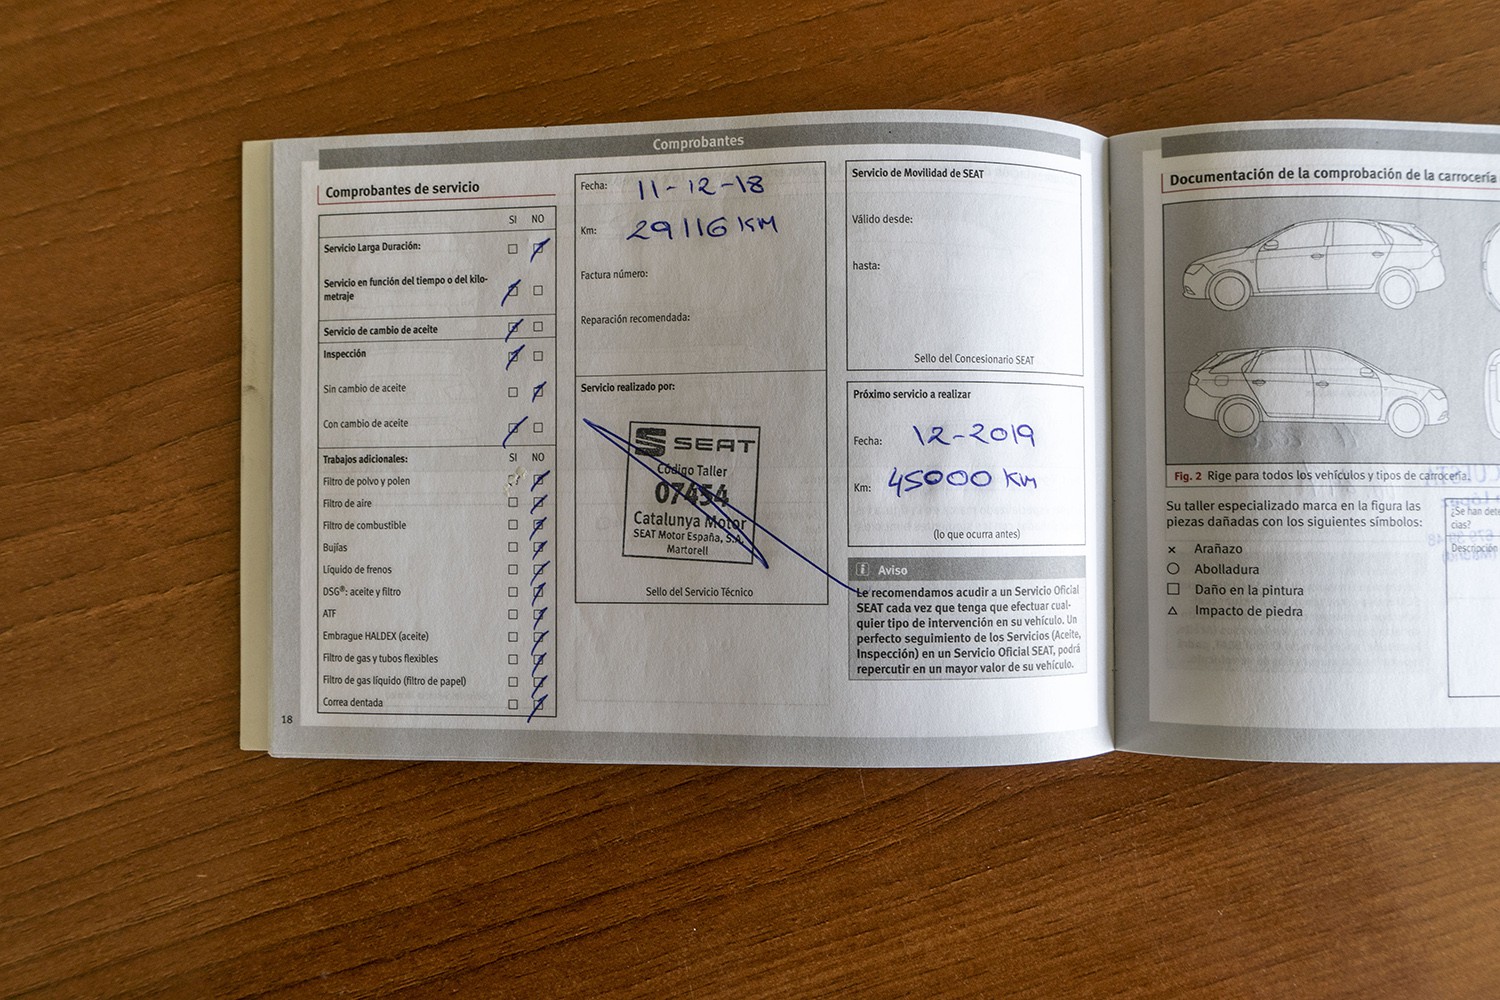 Comprobantes
Comprobantes de servicio
SI NO
Servicio Larga Duración:
Servicio en función del tiempo o del kilo-
metraje
Servicio de cambio de aceite
Inspección
Sin cambio de aceite
Con cambio de aceite
Trabajos adicionales: SI NO
Filtro de polvo y polen
Filtro de aire
Filtro de combustible
Bujías
Líquido de frenos
DSG®: aceite y filtro
ATF
Embrague HALDEX (aceite)
Filtro de gas y tubos flexibles
Filtro de gas líquido (filtro de papel)
Correa dentada
18
Fecha: 11-12-18
Km: 29116 KM
Factura número:
Reparación recomendada:
Servicio realizado por:
SEAT
Código Taller
07454
Catalunya Motor
SEAT Motor España, S.A.
Martorell
Sello del Servicio Técnico
Servicio de Movilidad de SEAT
Válido desde:
hasta:
Sello del Concesionario SEAT
Próximo servicio a realizar
Fecha: 12-2019
Km: 45000 KM
(lo que ocurra antes)
Aviso
Le recomendamos acudir a un Servicio Oficial
SEAT cada vez que tenga que efectuar cual-
quier tipo de intervención en su vehículo. Un
perfecto seguimiento de los Servicios (Aceite,
Inspección) en un Servicio Oficial SEAT, podrá
repercutir en un mayor valor de su vehículo.
Documentación de la comprobación de la carrocería
Fig. 2 Rige para todos los vehículos y tipos de carrocería.
Su taller especializado marca en la figura las
piezas dañadas con los siguientes símbolos:
× Arañazo
○ Abolladura
□ Daño en la pintura
△ Impacto de piedra
¿Se han dete
cias?
Descripción